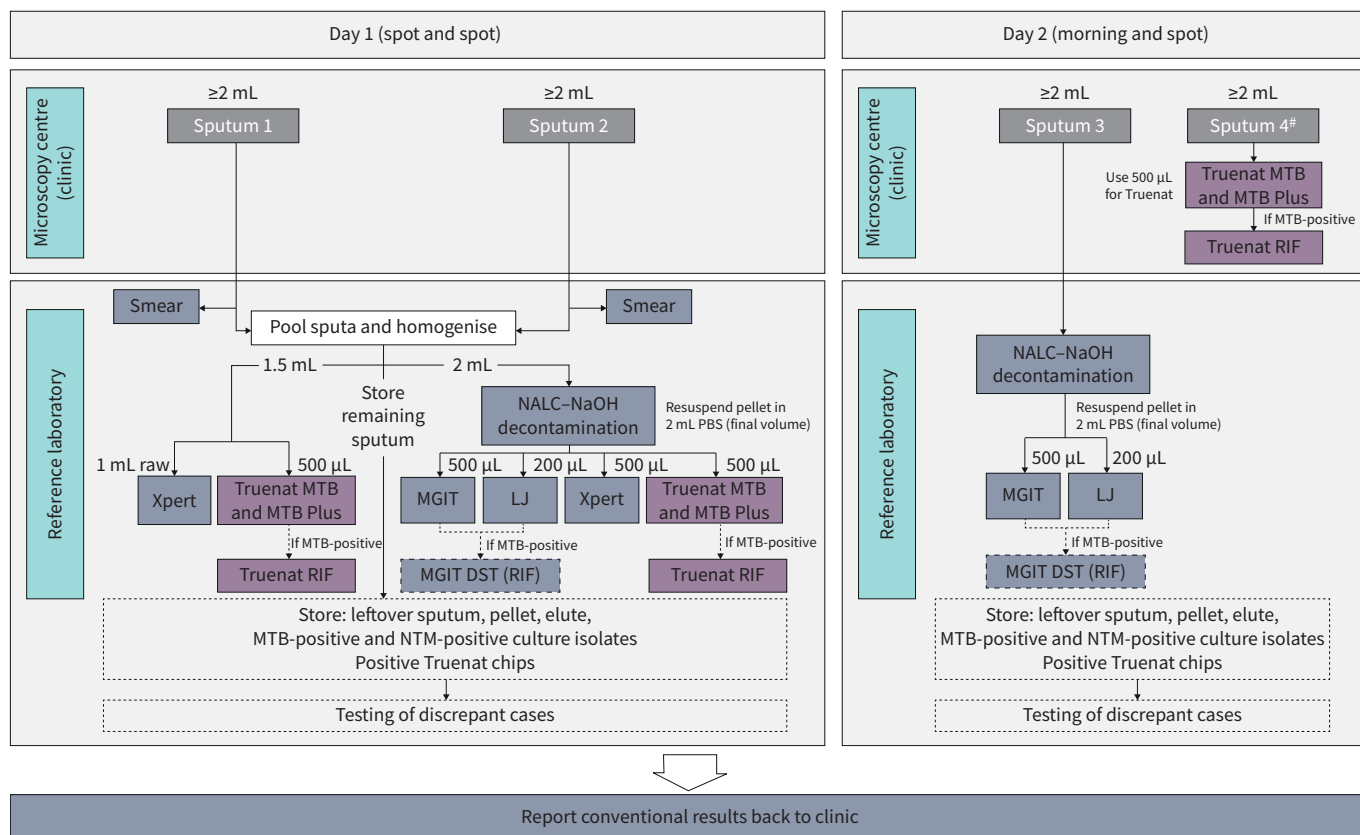 Day 1 (spot and spot)
Microscopy centre
(clinic)
≥2 mL
Sputum 1
≥2 mL
Sputum 2
Reference laboratory
Smear
Smear
Pool sputa and homogenise
1.5 mL
2 mL
Store
remaining
sputum
NALC–NaOH
decontamination
Resuspend pellet in
2 mL PBS (final volume)
1 mL raw
500 µL
500 µL
200 µL
500 µL
500 µL
Xpert
Truenat MTB
and MTB Plus
MGIT
LJ
Xpert
Truenat MTB
and MTB Plus
If MTB-positive
If MTB-positive
If MTB-positive
Truenat RIF
MGIT DST (RIF)
Truenat RIF
Store: leftover sputum, pellet, elute,
MTB-positive and NTM-positive culture isolates
Positive Truenat chips
Testing of discrepant cases
Day 2 (morning and spot)
Microscopy centre
(clinic)
≥2 mL
Sputum 3
≥2 mL
Sputum 4#
Use 500 µL
for Truenat
Truenat MTB
and MTB Plus
If MTB-positive
Truenat RIF
Reference laboratory
NALC–NaOH
decontamination
Resuspend pellet in
2 mL PBS (final volume)
500 µL
200 µL
MGIT
LJ
If MTB-positive
MGIT DST (RIF)
Store: leftover sputum, pellet, elute,
MTB-positive and NTM-positive culture isolates
Positive Truenat chips
Testing of discrepant cases
Report conventional results back to clinic